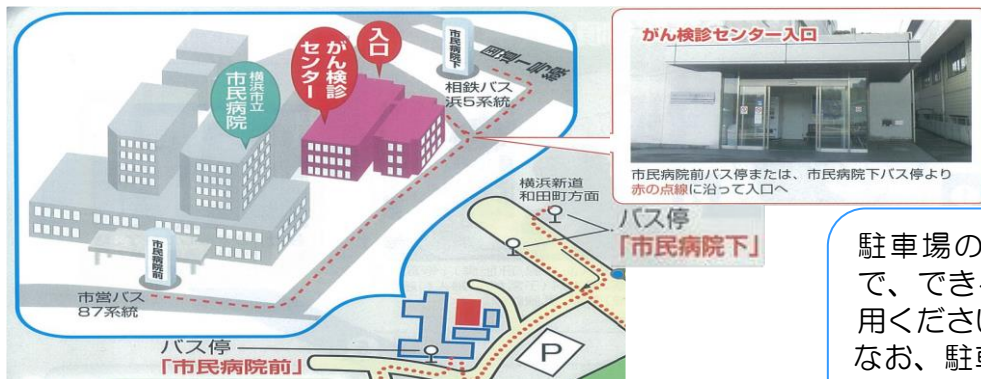 入口
がん検診
センター
横浜市立
市民病院
市民病院下
国道一号線
相鉄バス
浜5系統
市民病院前
市営バス
87系統
がん検診センター入口
市民病院前バス停または、市民病院下バス停より
赤の点線に沿って入口へ
横浜新道
和田町方面
バス停
「市民病院下」
バス停
「市民病院前」
P
駐車場の
で、でき
用くださ
なお、駐